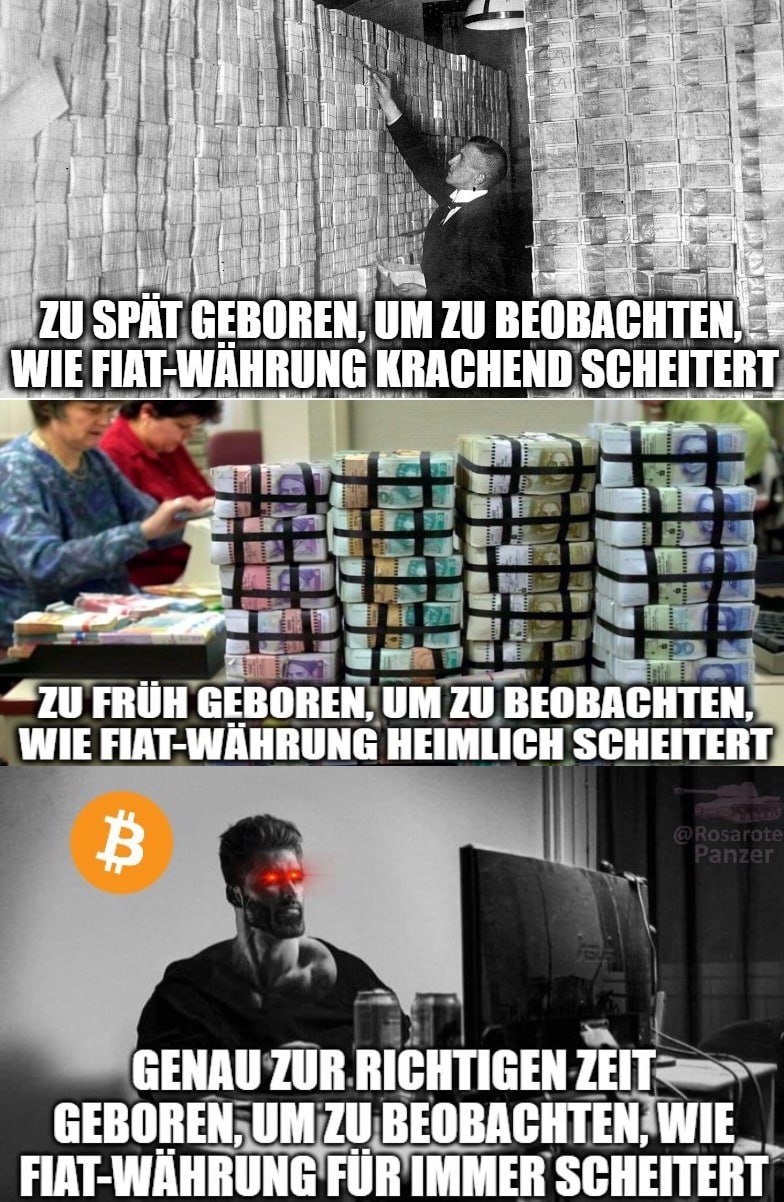 ZU SPÄT GEBOREN, UM ZU BEOBACHTEN,
WIE FIAT-WÄHRUNG KRACHEND SCHEITERT
ZU FRÜH GEBOREN, UM ZU BEOBACHTEN,
WIE FIAT-WÄHRUNG HEIMLICH SCHEITERT
@Rosarote
Panzer
GENAU ZUR RICHTIGEN ZEIT
GEBOREN, UM ZU BEOBACHTEN, WIE
FIAT-WÄHRUNG FÜR IMMER SCHEITERT